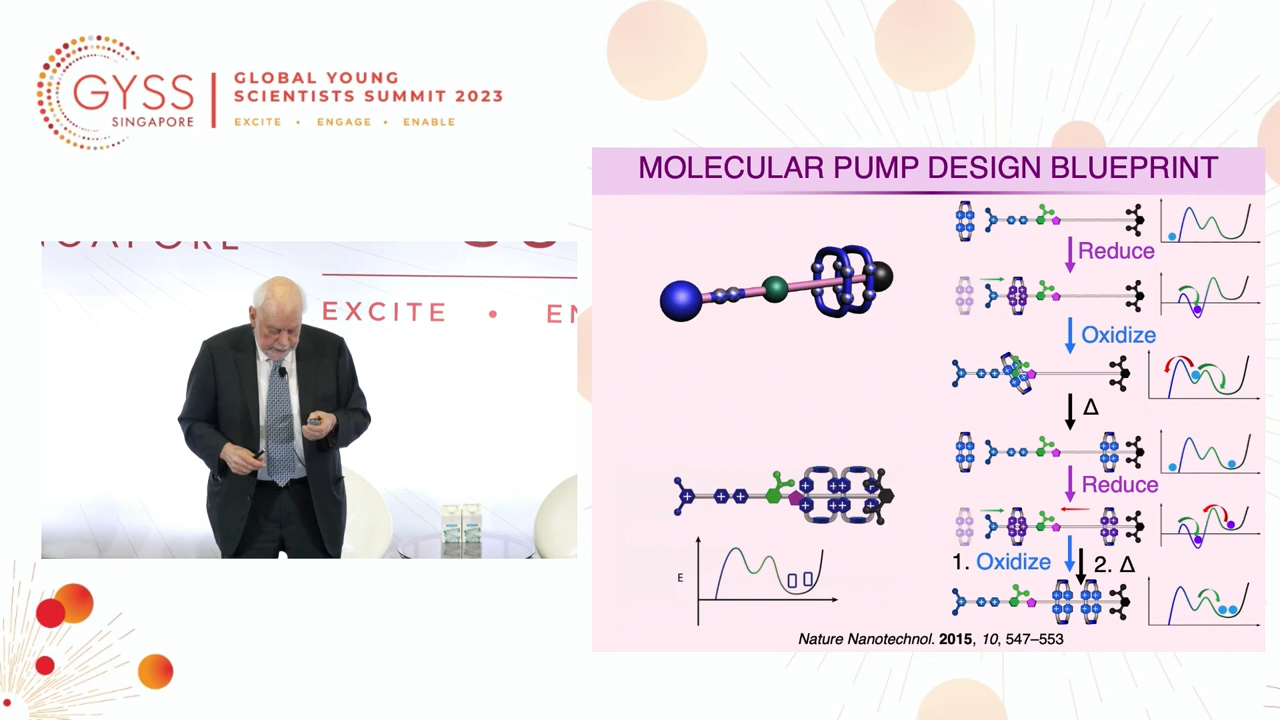 GYSS
SINGAPORE
GLOBAL YOUNG
SCIENTISTS SUMMIT 2023
EXCITE • ENGAGE • ENABLE
EXCITE •
MOLECULAR PUMP DESIGN BLUEPRINT
Reduce
Oxidize
Δ
Reduce
1. Oxidize
2. Δ
E
Nature Nanotechnol. 2015, 10, 547–553